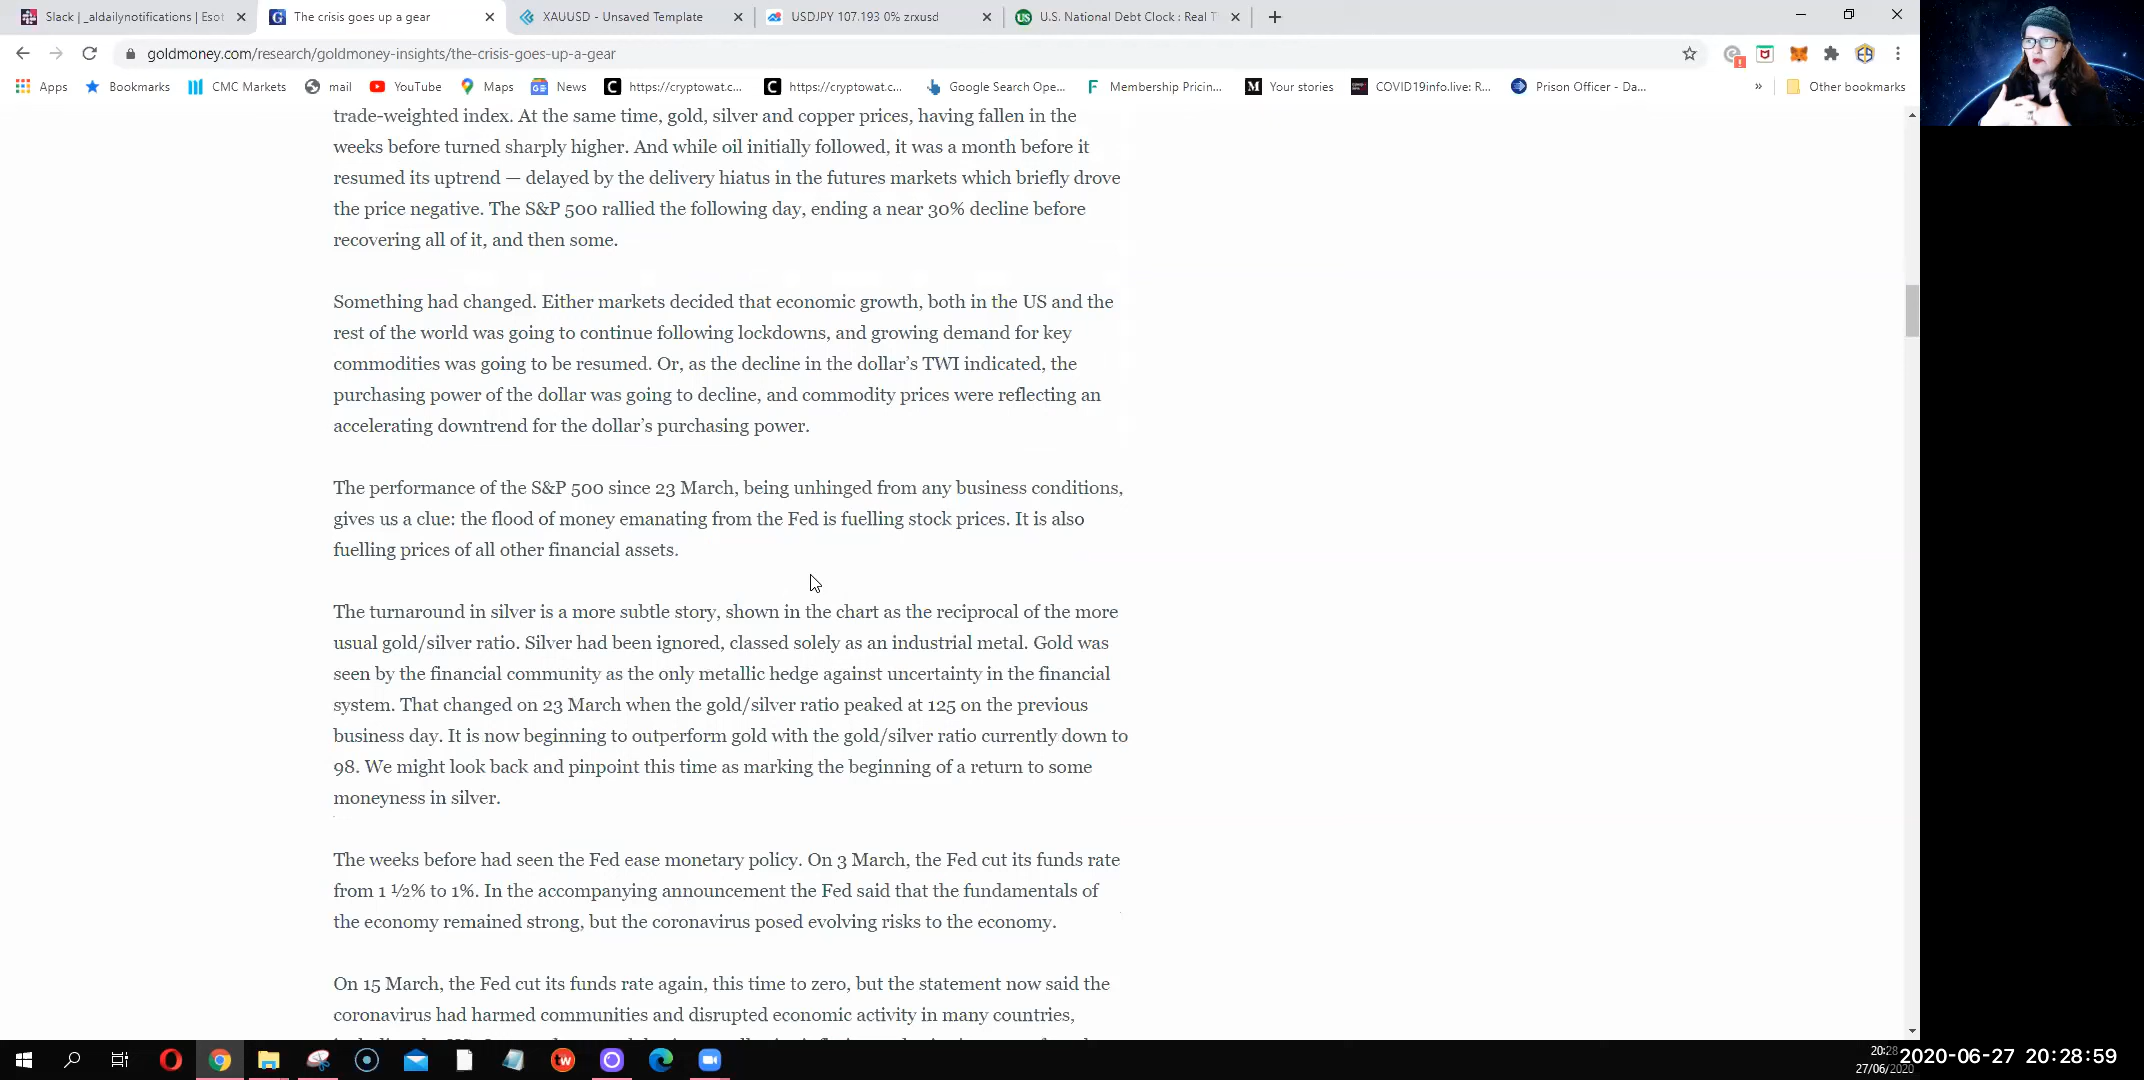 Slack | _aldailynotifications | Esot
The crisis goes up a gear
XAUUSD - Unsaved Template
USDJPY 107.193 0% zrxusd
U.S. National Debt Clock : Real T
goldmoney.com/research/goldmoney-insights/the-crisis-goes-up-a-gear
Apps
Bookmarks
CMC Markets
mail
YouTube
Maps
News
https://cryptowat.c...
https://cryptowat.c...
Google Search Ope...
Membership Pricin...
Your stories
COVID19info.live: R...
Prison Officer - Da...
»
Other bookmarks
trade-weighted index. At the same time, gold, silver and copper prices, having fallen in the
weeks before turned sharply higher. And while oil initially followed, it was a month before it
resumed its uptrend — delayed by the delivery hiatus in the futures markets which briefly drove
the price negative. The S&P 500 rallied the following day, ending a near 30% decline before
recovering all of it, and then some.
Something had changed. Either markets decided that economic growth, both in the US and the
rest of the world was going to continue following lockdowns, and growing demand for key
commodities was going to be resumed. Or, as the decline in the dollar’s TWI indicated, the
purchasing power of the dollar was going to decline, and commodity prices were reflecting an
accelerating downtrend for the dollar’s purchasing power.
The performance of the S&P 500 since 23 March, being unhinged from any business conditions,
gives us a clue: the flood of money emanating from the Fed is fuelling stock prices. It is also
fuelling prices of all other financial assets.
The turnaround in silver is a more subtle story, shown in the chart as the reciprocal of the more
usual gold/silver ratio. Silver had been ignored, classed solely as an industrial metal. Gold was
seen by the financial community as the only metallic hedge against uncertainty in the financial
system. That changed on 23 March when the gold/silver ratio peaked at 125 on the previous
business day. It is now beginning to outperform gold with the gold/silver ratio currently down to
98. We might look back and pinpoint this time as marking the beginning of a return to some
moneyness in silver.
The weeks before had seen the Fed ease monetary policy. On 3 March, the Fed cut its funds rate
from 1 ½% to 1%. In the accompanying announcement the Fed said that the fundamentals of
the economy remained strong, but the coronavirus posed evolving risks to the economy.
On 15 March, the Fed cut its funds rate again, this time to zero, but the statement now said the
coronavirus had harmed communities and disrupted economic activity in many countries,
20:28
27/06/2020
2020-06-27 20:28:59